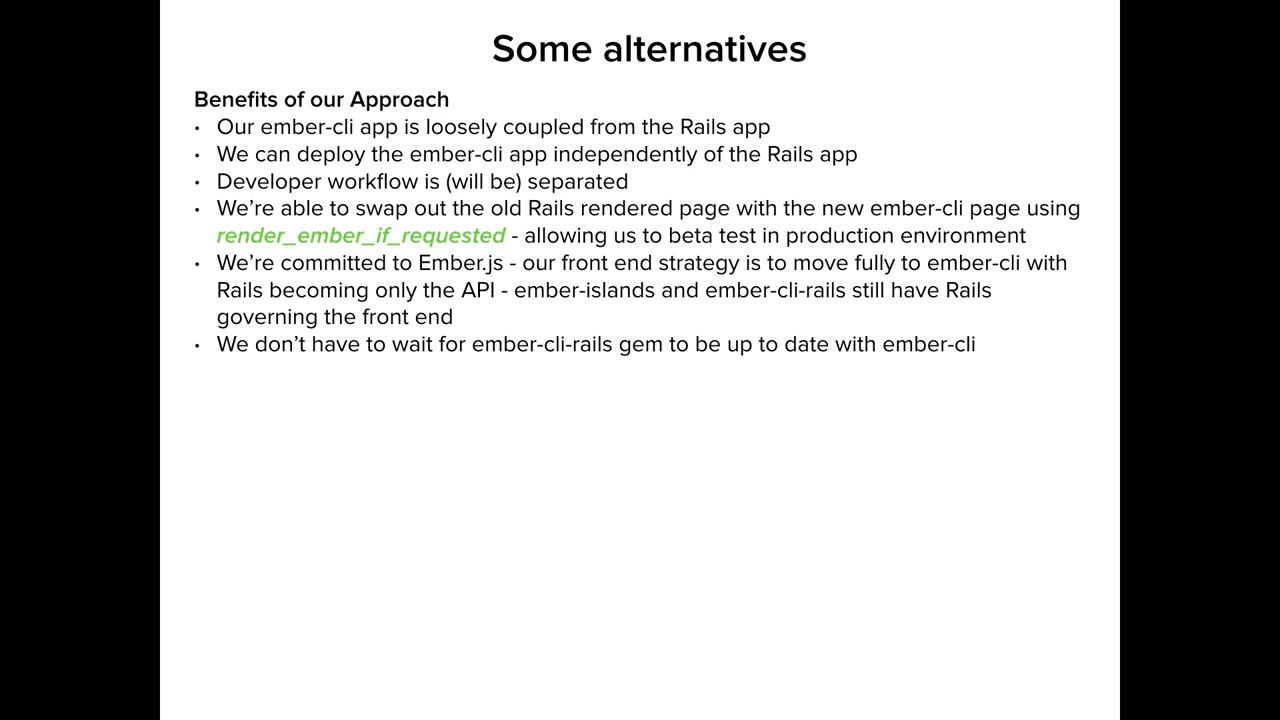 Some alternatives
Benefits of our Approach
• Our ember-cli app is loosely coupled from the Rails app
• We can deploy the ember-cli app independently of the Rails app
• Developer workflow is (will be) separated
• We’re able to swap out the old Rails rendered page with the new ember-cli page using
render_ember_if_requested - allowing us to beta test in production environment
• We’re committed to Ember.js - our front end strategy is to move fully to ember-cli with
Rails becoming only the API - ember-islands and ember-cli-rails still have Rails
governing the front end
• We don’t have to wait for ember-cli-rails gem to be up to date with ember-cli